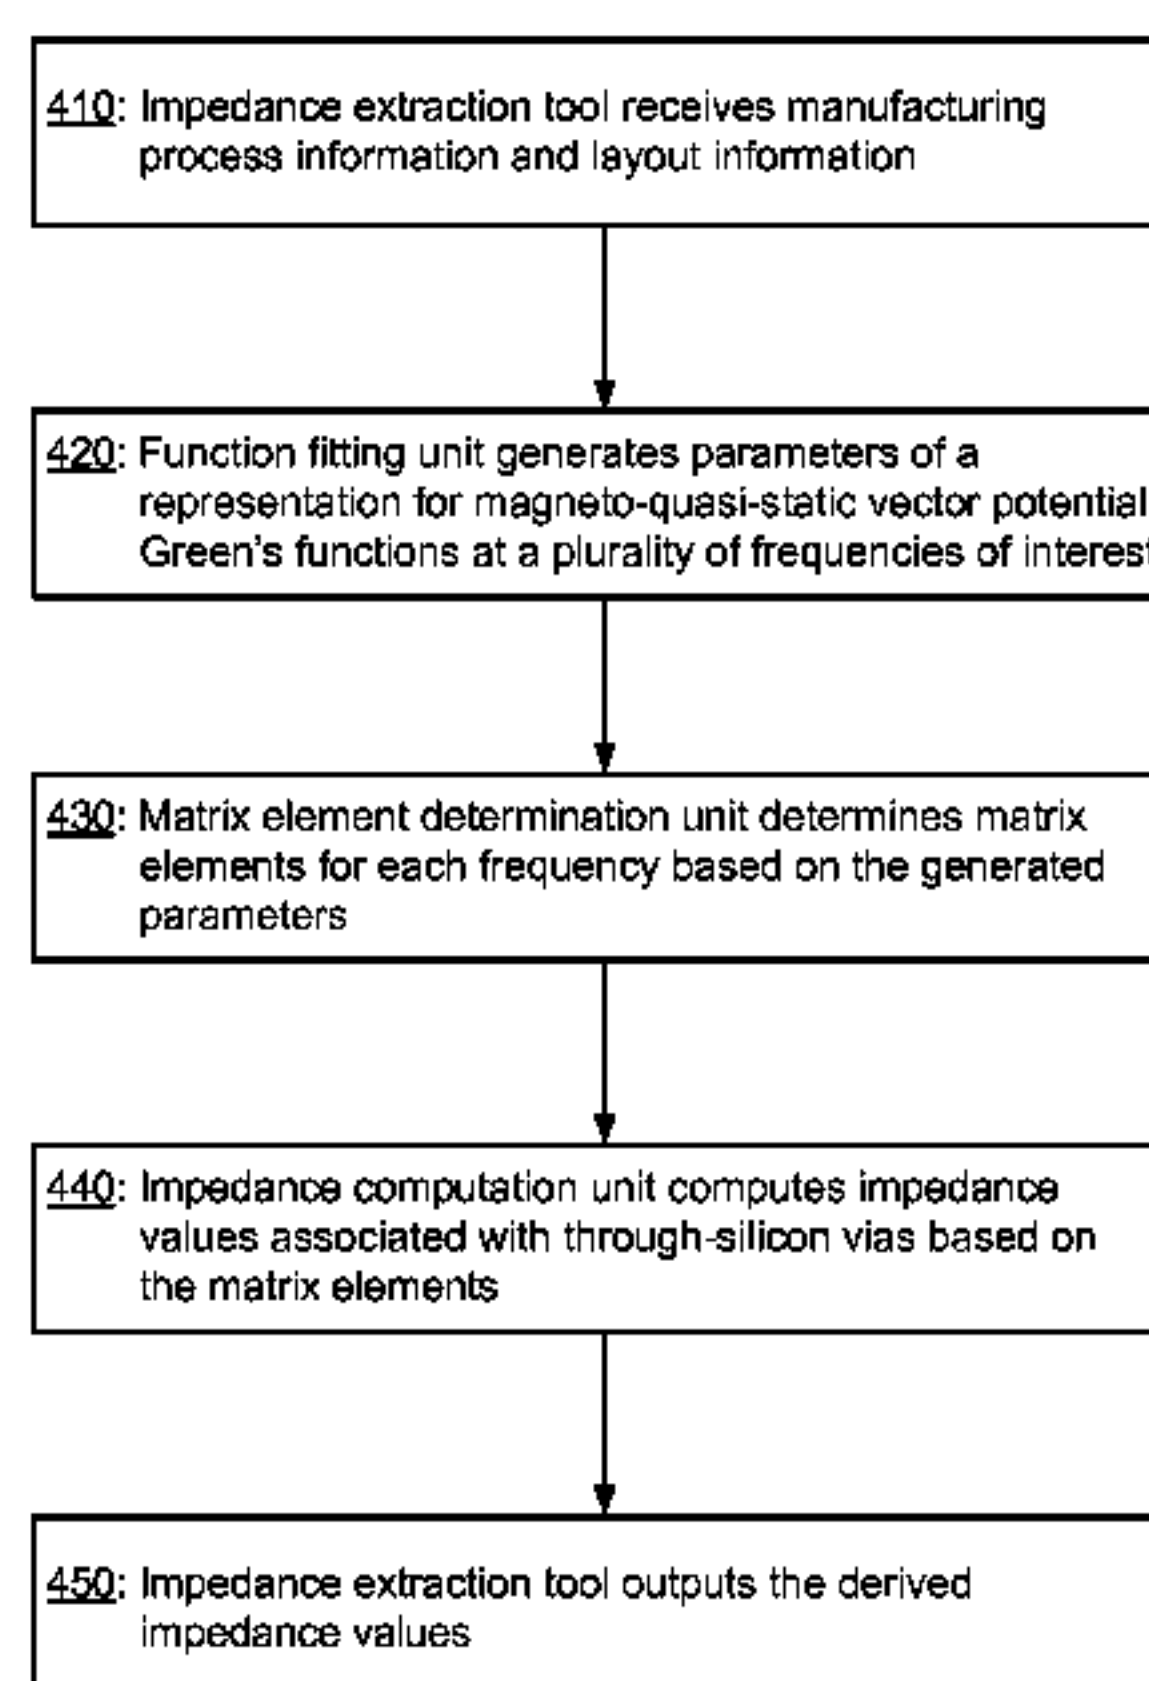 410: Impedance extraction tool receives manufacturing
process information and layout information
420: Function fitting unit generates parameters of a
representation for magneto-quasi-static vector potential
Green's functions at a plurality of frequencies of interest
430: Matrix element determination unit determines matrix
elements for each frequency based on the generated
parameters
440: Impedance computation unit computes impedance
values associated with through-silicon vias based on
the matrix elements
450: Impedance extraction tool outputs the derived
impedance values